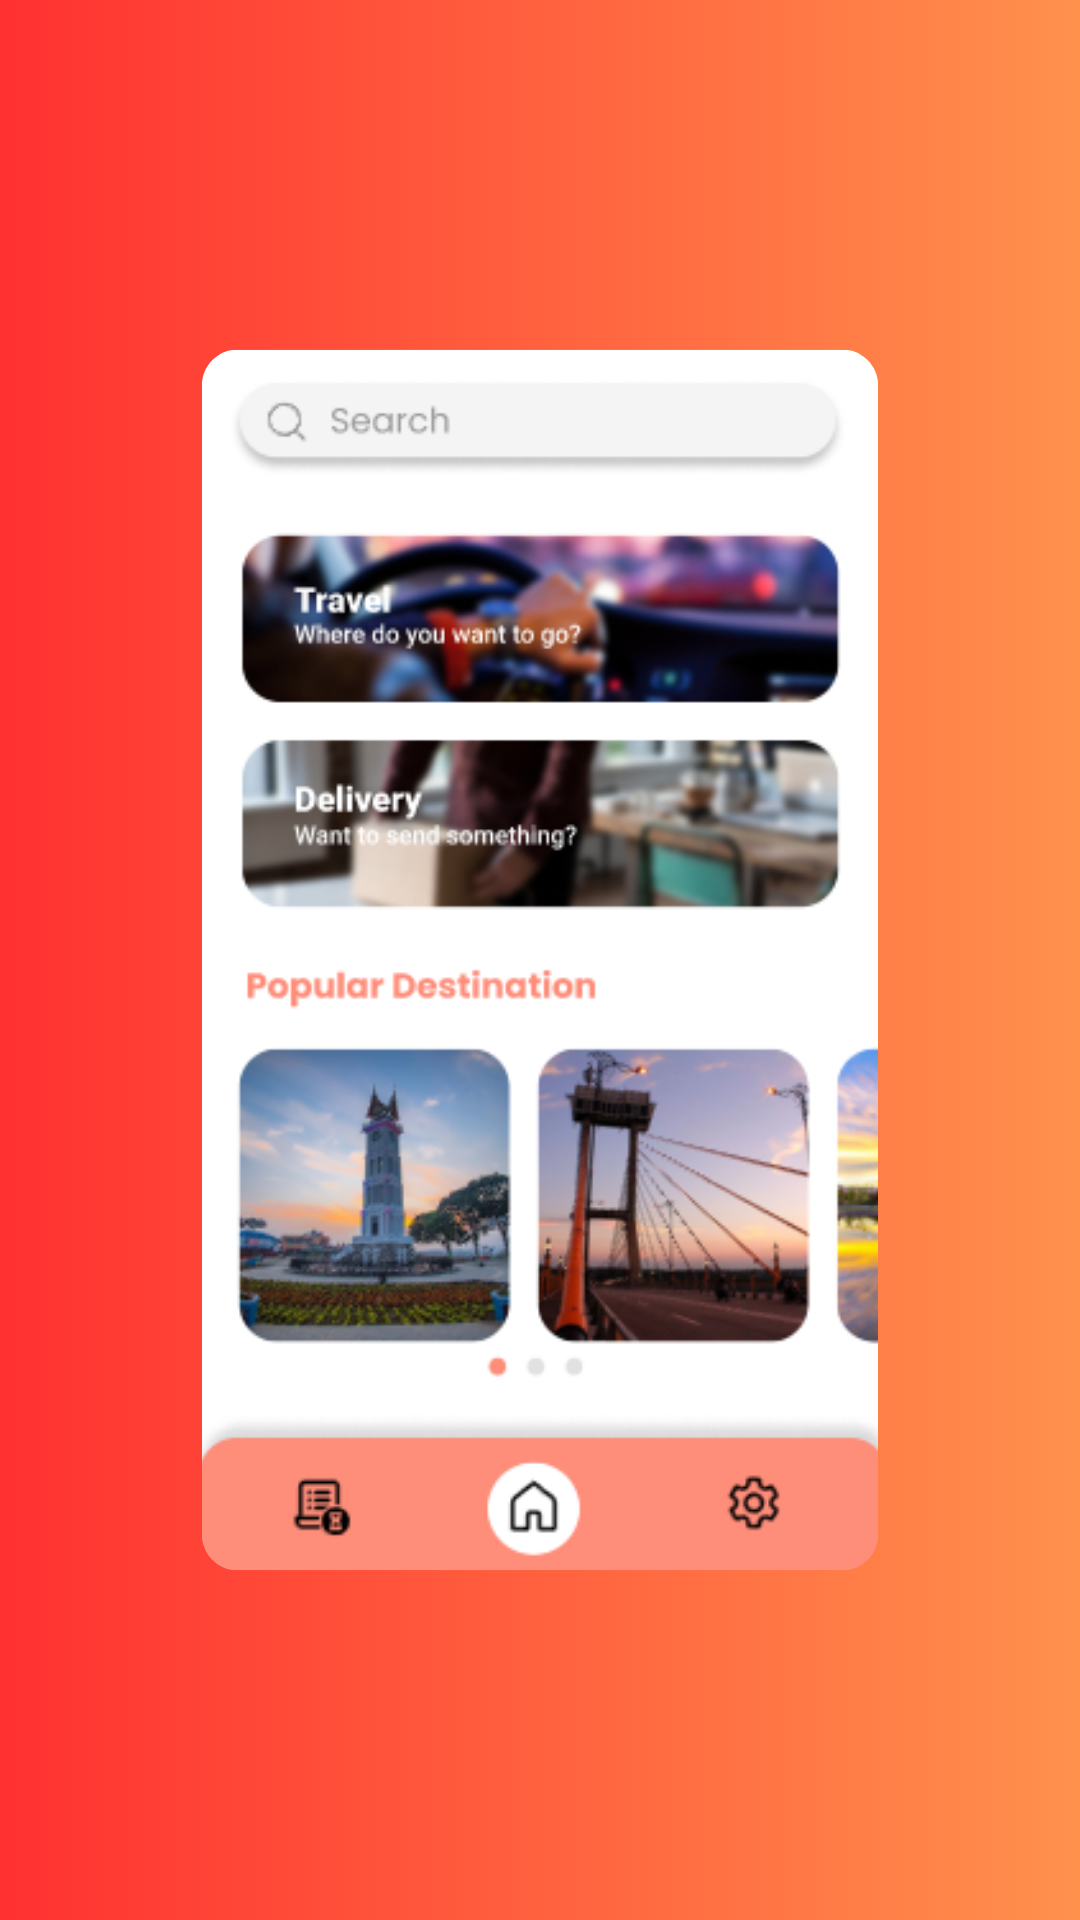 Search
Travel
Where do you want to go?
Delivery
Want to send something?
Popular Destination